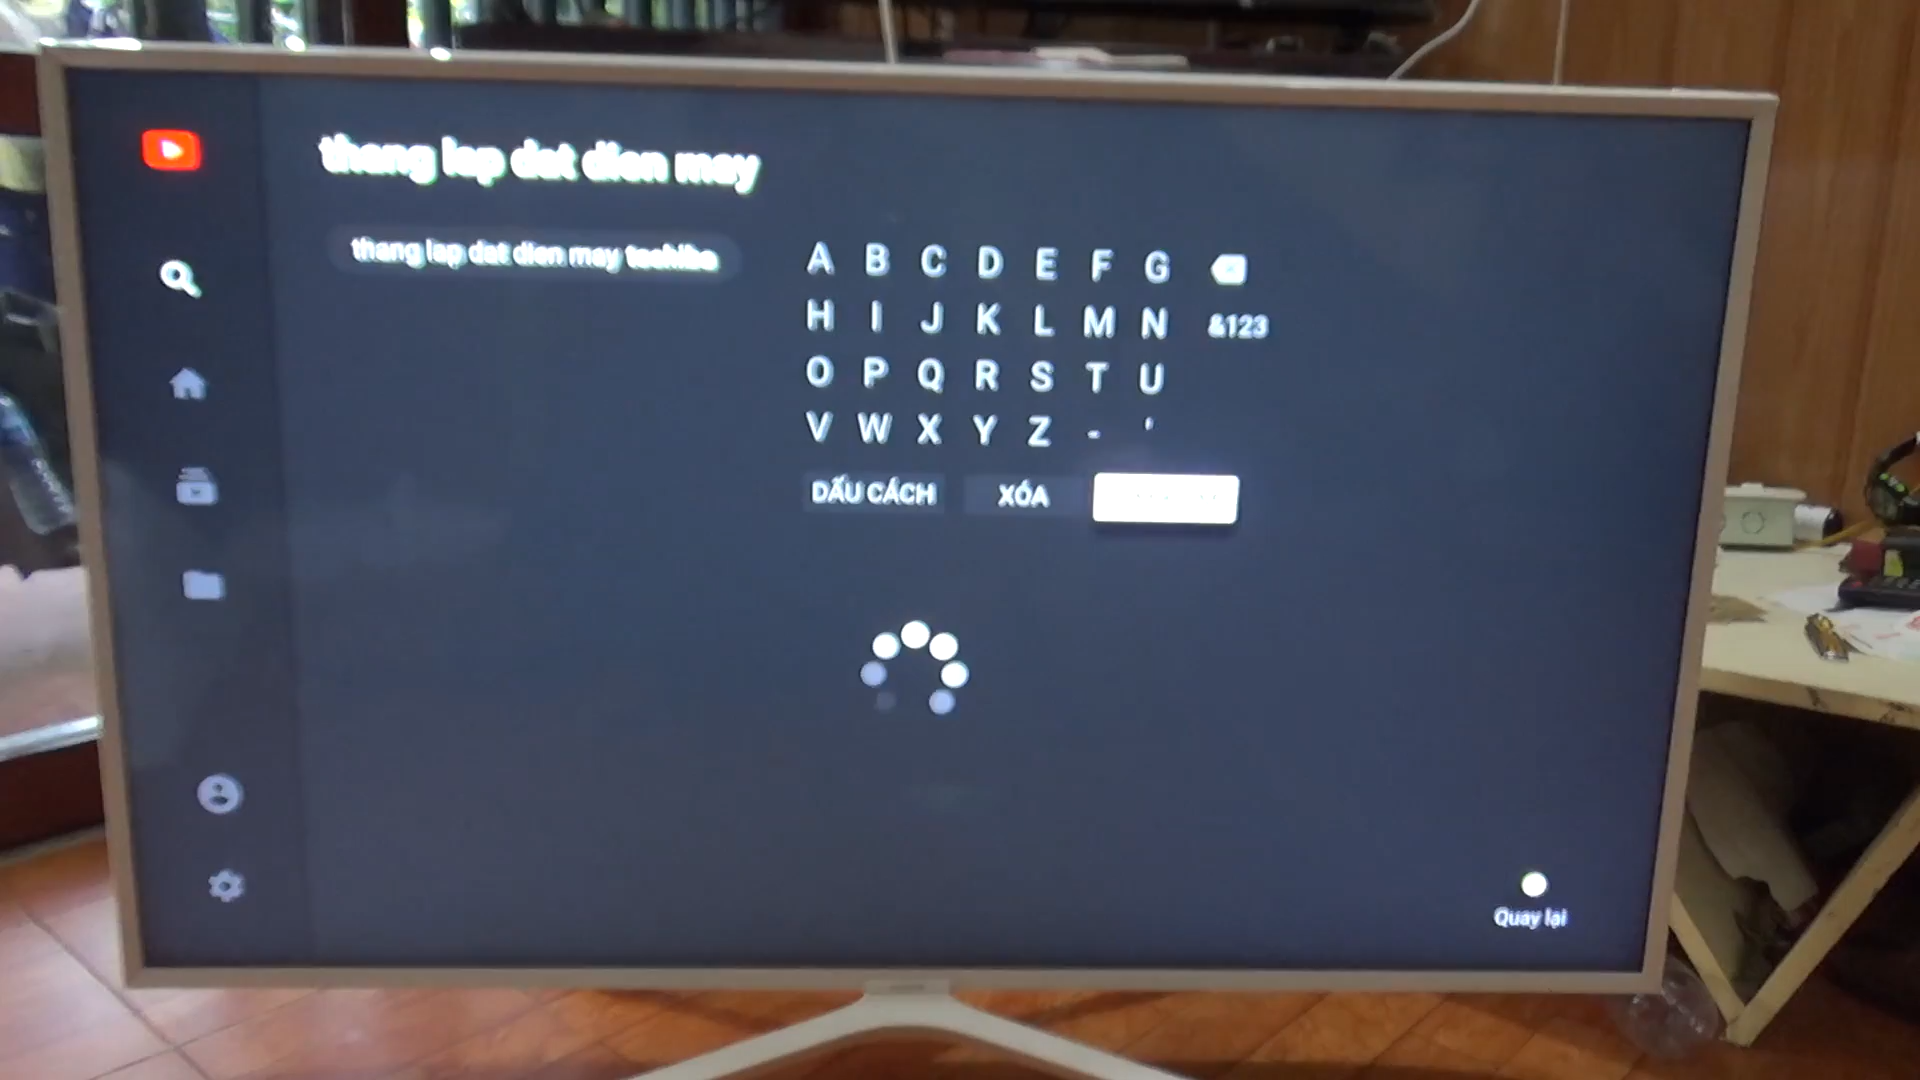 thang lap dat dien may
thang lap dat dien may toshiba
A B C D E F G
H I J K L M N &123
O P Q R S T U
V W X Y Z - '
DẤU CÁCH XÓA
Quay lại